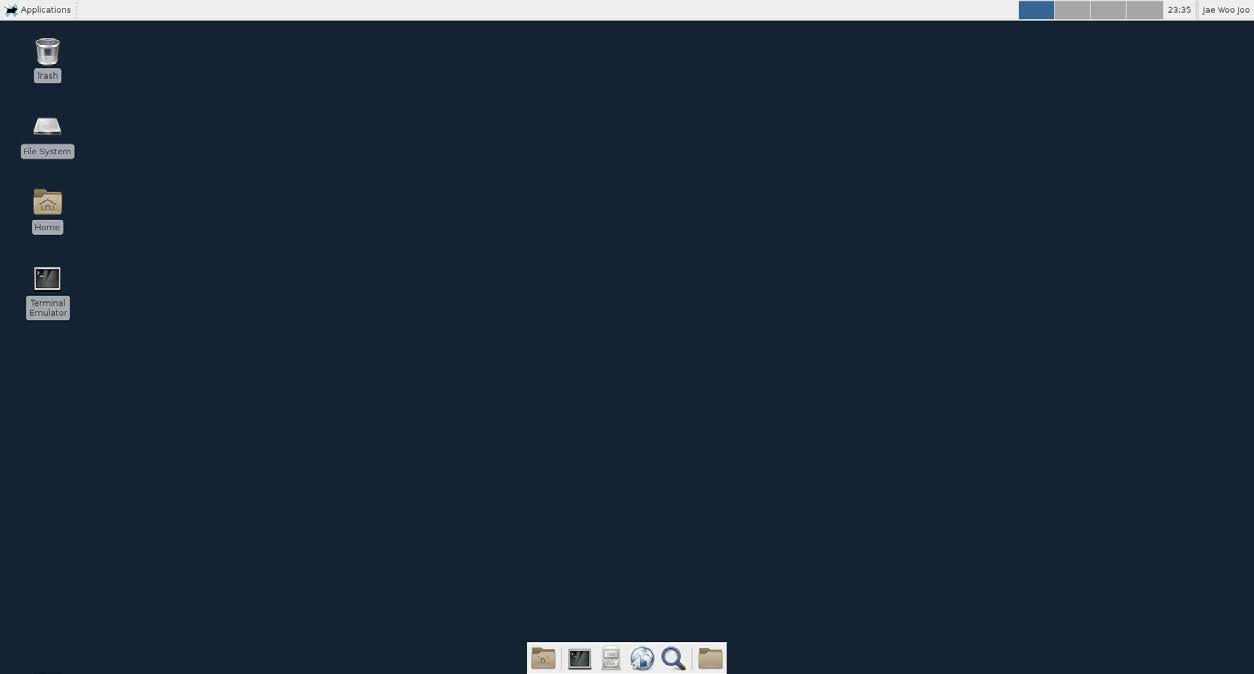 Applications
23:35
Jae Woo Joo
Trash
File System
Home
Terminal
Emulator